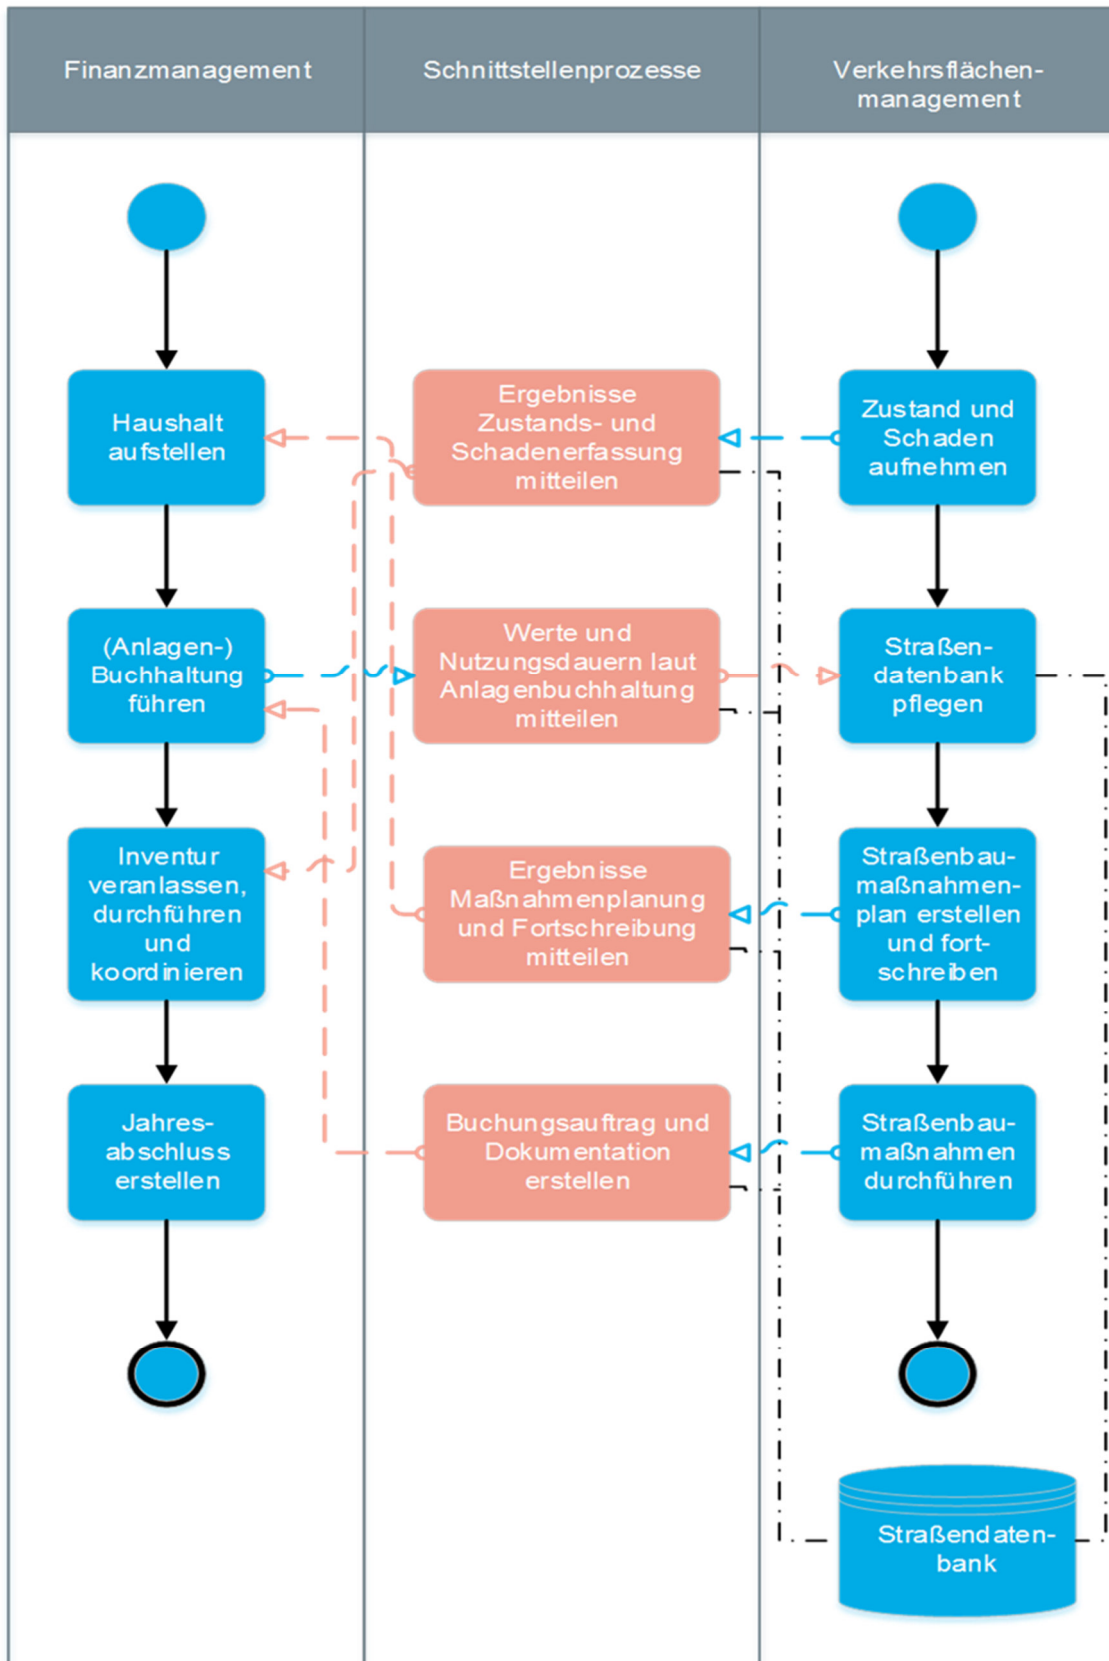 Finanzmanagement
Schnittstellenprozesse
Verkehrsflächen-
management
Haushalt
aufstellen
Ergebnisse
Zustands- und
Schadenerfassung
mitteilen
Zustand und
Schaden
aufnehmen
(Anlagen-)
Buchhaltung
führen
Werte und
Nutzungsdauern laut
Anlagenbuchhaltung
mitteilen
Straßen-
datenbank
pflegen
Inventur
veranlassen,
durchführen
und
koordinieren
Ergebnisse
Maßnahmenplanung
und Fortschreibung
mitteilen
Straßenbau-
maßnahmen-
plan erstellen
und fort-
schreiben
Jahres-
abschluss
erstellen
Buchungsauftrag und
Dokumentation
erstellen
Straßenbau-
maßnahmen
durchführen
Straßendaten-
bank